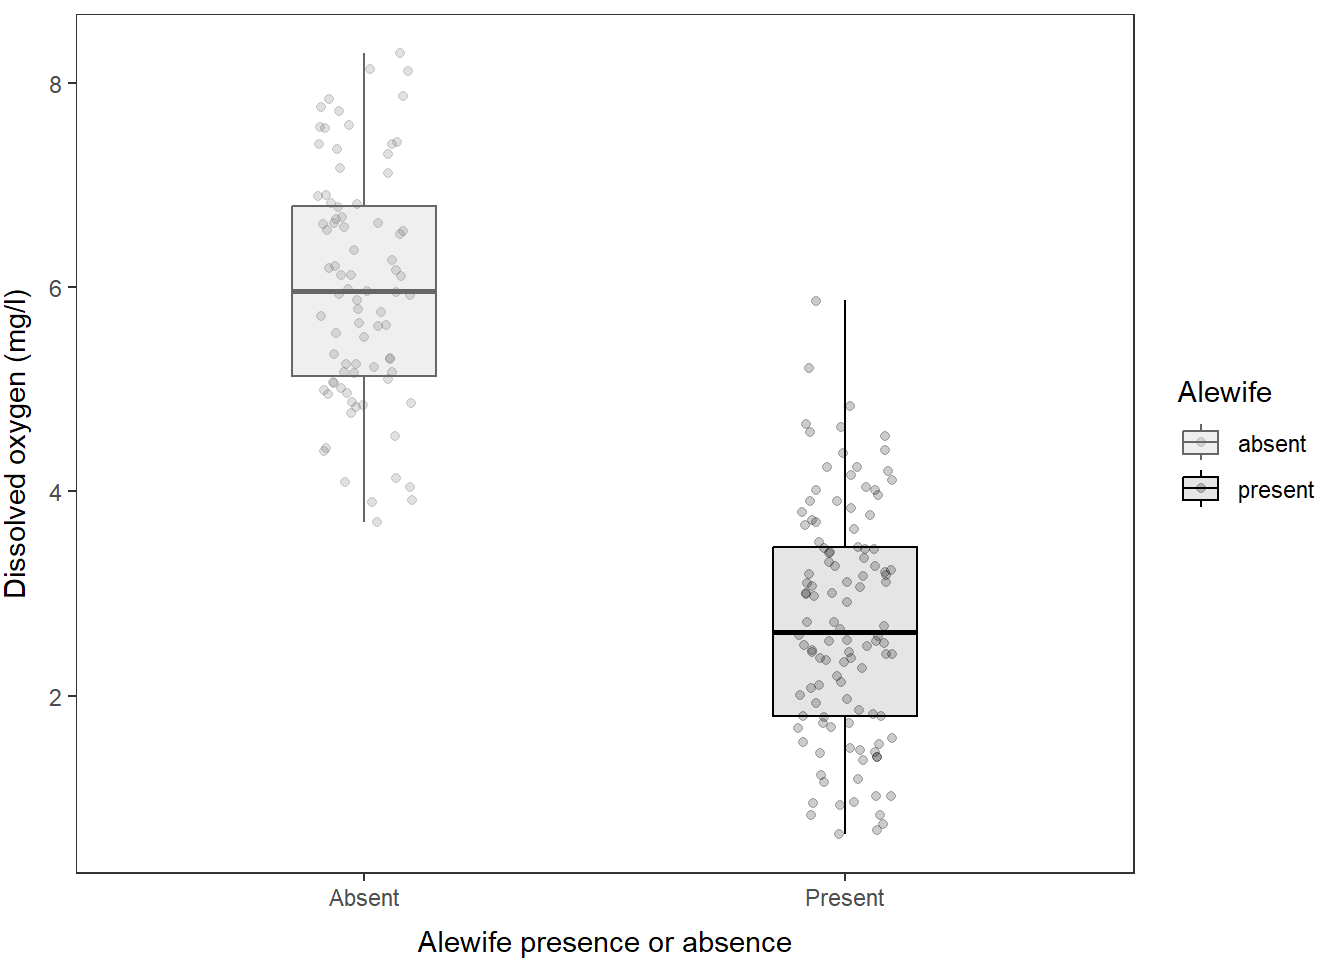 Dissolved oxygen (mg/l)
8
6
4
2
Absent
Present
Alewife presence or absence
Alewife
absent
present